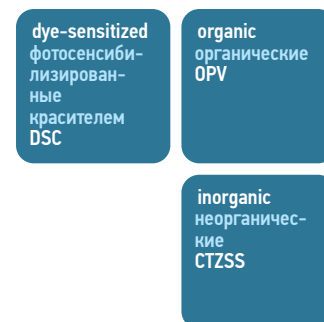 dye-sensitized
фотосенсиби-
лизирован-
ные
красителем
DSC
organic
органические
OPV
inorganic
неорганичес-
кие
CTZSS